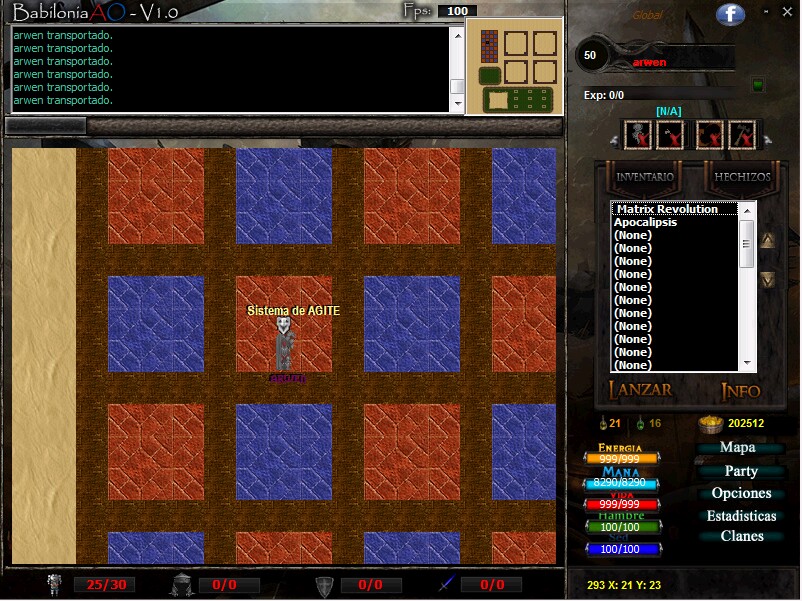 BabiloniaAO - V1.0
Fps: 100
arwen transportado.
arwen transportado.
arwen transportado.
arwen transportado.
arwen transportado.
arwen transportado.
Global
f
50
arwen
Exp: 0/0
[N/A]
INVENTARIO
HECHIZOS
Matrix Revolution
Apocalipsis
(None)
(None)
(None)
(None)
(None)
(None)
(None)
(None)
(None)
(None)
(None)
LANZAR
INFO
Sistema de AGITE
arwen
21
16
202512
ENERGIA
999/999
MANA
8290/8290
VIDA
999/999
Hambre
100/100
Sed
100/100
Mapa
Party
Opciones
Estadisticas
Clanes
25/30
0/0
0/0
0/0
293 X: 21 Y: 23